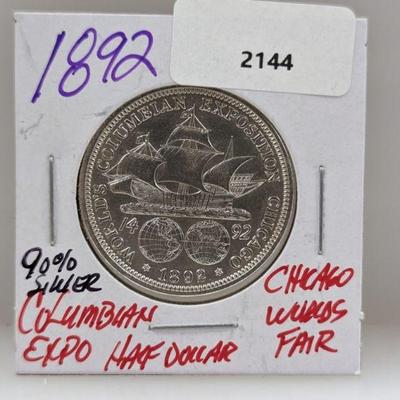 1892
2144
WORLD'S COLUMBIAN EXPOSITION CHICAGO
14 92
* 1892 *
90%
SILVER
COLUMBIAN
EXPO HALF DOLLAR
CHICAGO
WORLDS
FAIR